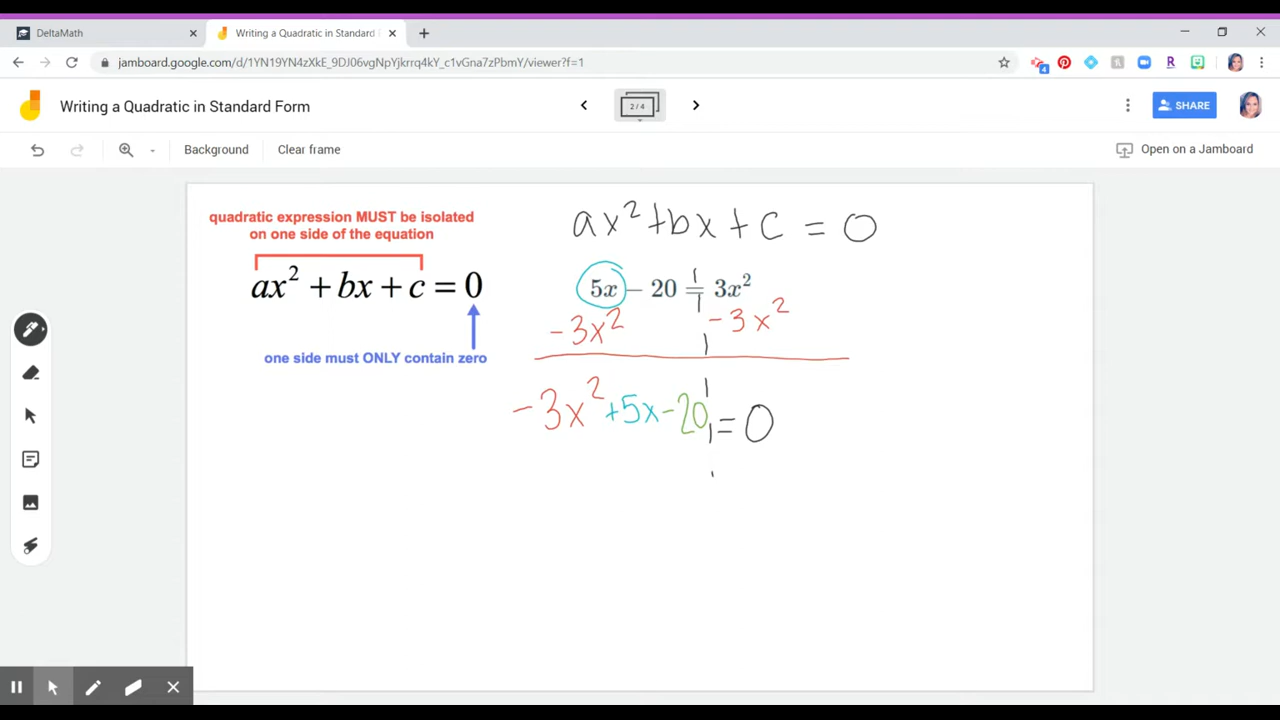 DeltaMath
Writing a Quadratic in Standard
jamboard.google.com/d/1YN19YN4zXkE_9DJ06vgNpYjkrrq4kY_c1vGna7zPbmY/viewer?f=1
4
R
Writing a Quadratic in Standard Form
2 / 4
SHARE
Background
Clear frame
Open on a Jamboard
quadratic expression MUST be isolated
on one side of the equation
ax² + bx + c = 0
one side must ONLY contain zero
ax² + bx + c = 0
5x − 20 = 3x²
-3x² -3x²
-3x² +5x -20 = 0